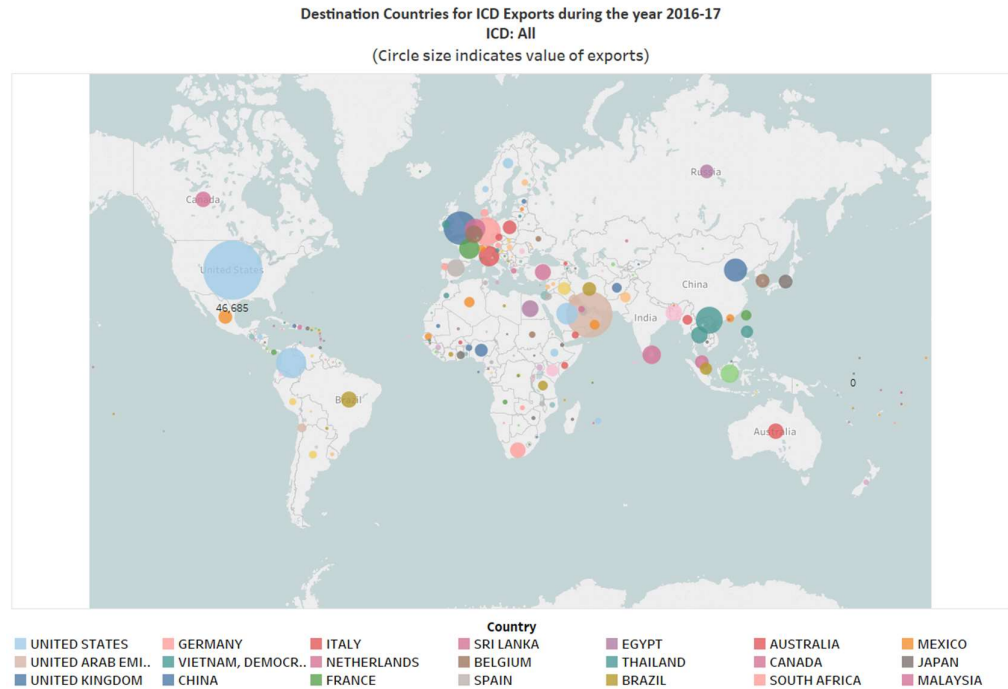 Destination Countries for ICD Exports during the year 2016-17
ICD: All
(Circle size indicates value of exports)
Russia
Canada
United States
China
46,685
India
0
Brazil
Australia
Country
UNITED STATES GERMANY ITALY SRI LANKA EGYPT AUSTRALIA MEXICO
UNITED ARAB EMI.. VIETNAM, DEMOCR.. NETHERLANDS BELGIUM THAILAND CANADA JAPAN
UNITED KINGDOM CHINA FRANCE SPAIN BRAZIL SOUTH AFRICA MALAYSIA